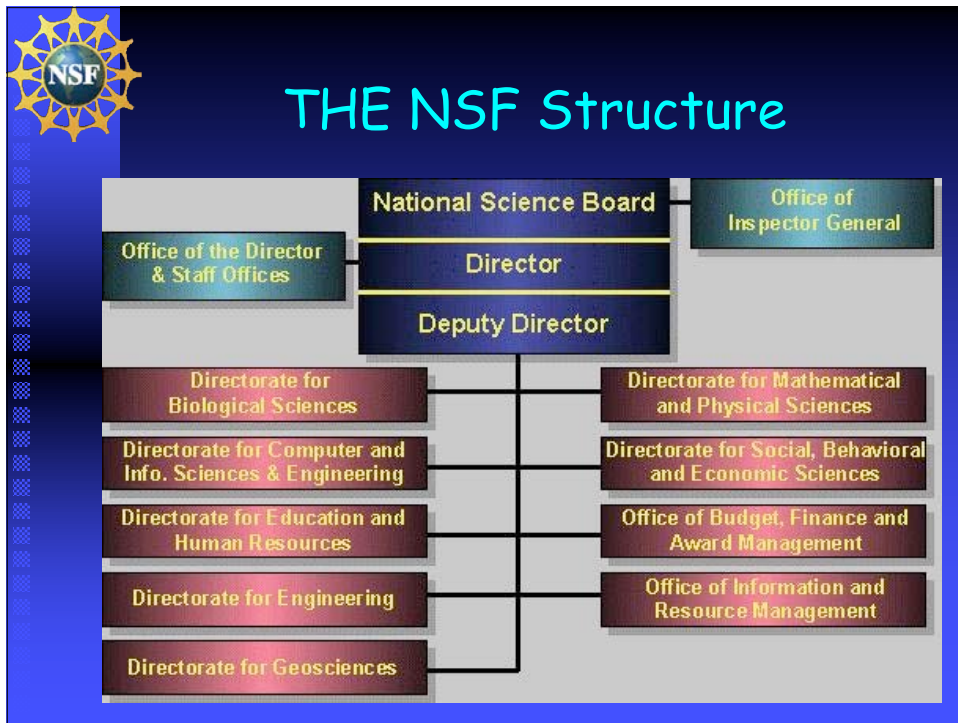 NSF
THE NSF Structure
National Science Board
Office of
Inspector General
Office of the Director
& Staff Offices
Director
Deputy Director
Directorate for
Biological Sciences
Directorate for Mathematical
and Physical Sciences
Directorate for Computer and
Info. Sciences & Engineering
Directorate for Social, Behavioral
and Economic Sciences
Directorate for Education and
Human Resources
Office of Budget, Finance and
Award Management
Directorate for Engineering
Office of Information and
Resource Management
Directorate for Geosciences